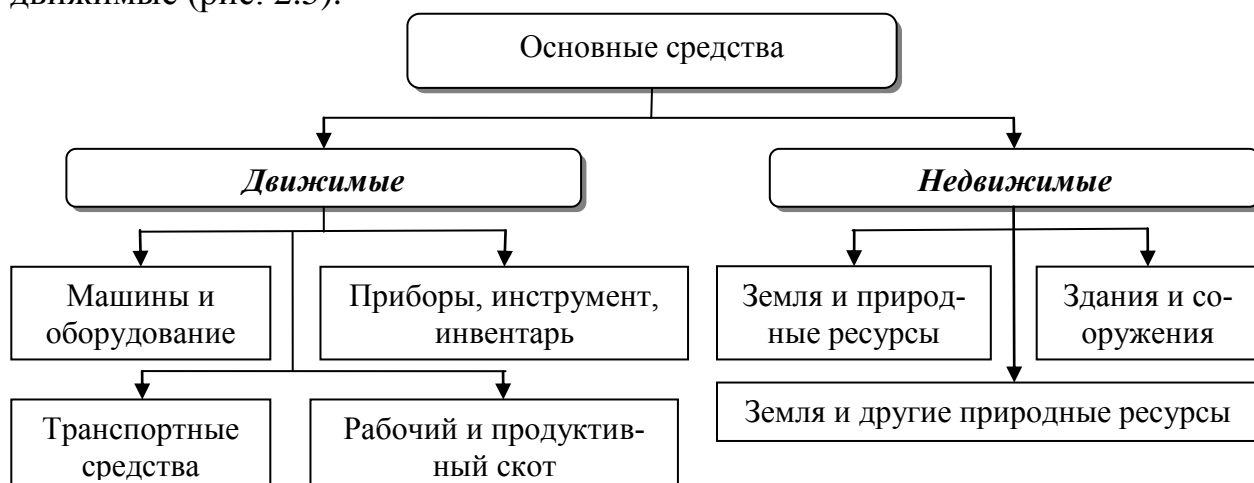 движимые (рис. 2.3).
Основные средства
Движимые
Недвижимые
Машины и
оборудование
Приборы, инструмент,
инвентарь
Земля и природ-
ные ресурсы
Здания и со-
оружения
Транспортные
средства
Рабочий и продуктив-
ный скот
Земля и другие природные ресурсы